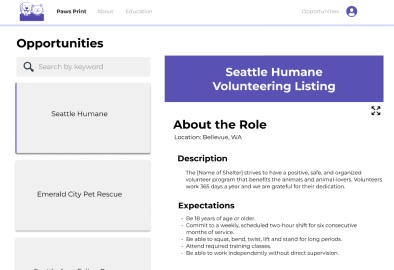 Paws Print
About
Education
Opportunities
Opportunities
Search by keyword
Seattle Humane
Emerald City Pet Rescue
Seattle Humane
Volunteering Listing
About the Role
Location: Bellevue, WA
Description
The [Name of Shelter] strives to have a positive, safe, and organized
volunteer program that benefits the animals and animal-lovers. Volunteers
work 365 days a year and we are grateful for their dedication.
Expectations
- Be 18 years of age or older.
- Commit to a weekly, scheduled two-hour shift for six consecutive
months of service.
- Be able to squat, bend, twist, lift and stand for long periods.
- Attend required training classes.
- Be able to work independently without direct supervision.